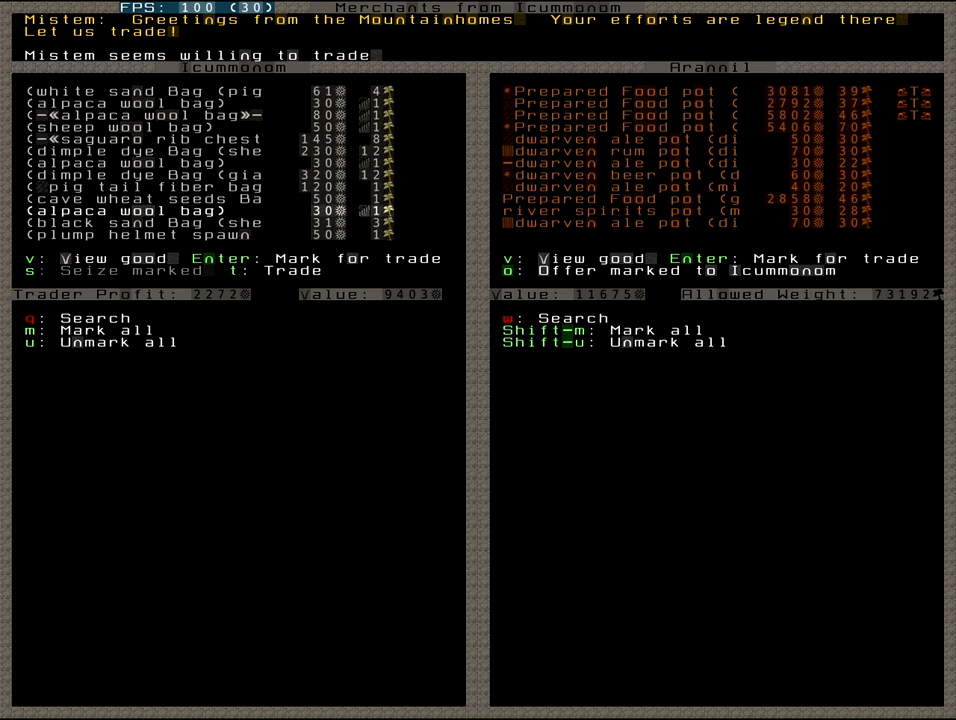 FPS: 100 (30) Merchants from Icummonom
Mistem: Greetings from the Mountainhomes Your efforts are legend there
Let us trade!
Mistem seems willing to trade
Icummonom
(white sand Bag (pig 61 4
(alpaca wool bag) 30 1
(-«alpaca wool bag»- 80 1
(sheep wool bag) 50 1
(-«saguaro rib chest 145 8
(dimple dye Bag (she 230 12
(alpaca wool bag) 30 1
(dimple dye Bag (gia 320 12
(pig tail fiber bag 120 1
(cave wheat seeds Ba 50 1
(alpaca wool bag) 30 1
(black sand Bag (she 31 3
(plump helmet spawn 50 1
v: View good Enter: Mark for trade
s: Seize marked t: Trade
Trader Profit: 2272 Value: 9403
q: Search
m: Mark all
u: Unmark all
Arannil
*Prepared Food pot ( 3081 39 T
Prepared Food pot ( 2792 37 T
Prepared Food pot ( 5802 46 T
*Prepared Food pot ( 5406 70
dwarven ale pot (di 50 30
dwarven rum pot (di 70 30
-dwarven ale pot (di 30 22
*dwarven beer pot (d 60 30
dwarven ale pot (mi 40 20
Prepared Food pot (g 2858 46
river spirits pot (m 30 28
dwarven ale pot (di 70 30
v: View good Enter: Mark for trade
o: Offer marked to Icummonom
Value: 11675 Allowed Weight: 73192
w: Search
Shift-m: Mark all
Shift-u: Unmark all